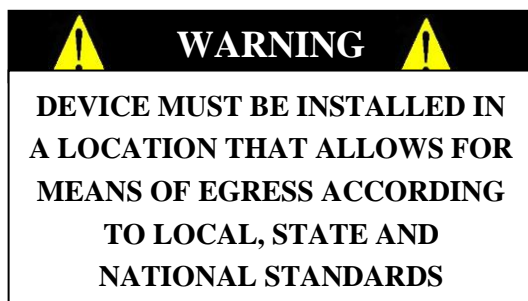 WARNING
DEVICE MUST BE INSTALLED IN
A LOCATION THAT ALLOWS FOR
MEANS OF EGRESS ACCORDING
TO LOCAL, STATE AND
NATIONAL STANDARDS